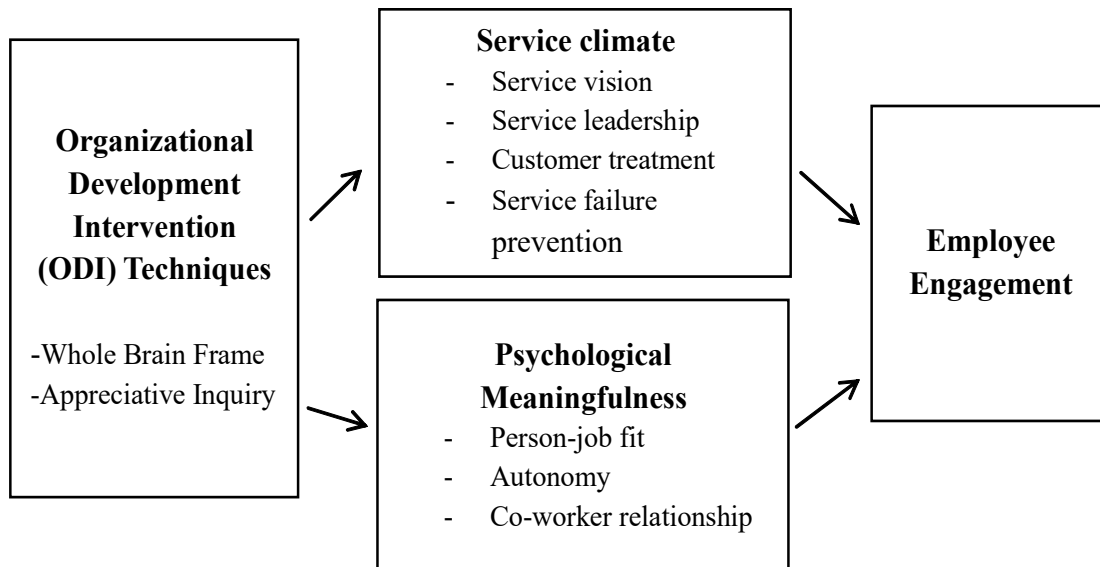 Organizational
Development
Intervention
(ODI) Techniques
-Whole Brain Frame
-Appreciative Inquiry
Service climate
- Service vision
- Service leadership
- Customer treatment
- Service failure
prevention
Psychological
Meaningfulness
- Person-job fit
- Autonomy
- Co-worker relationship
Employee
Engagement